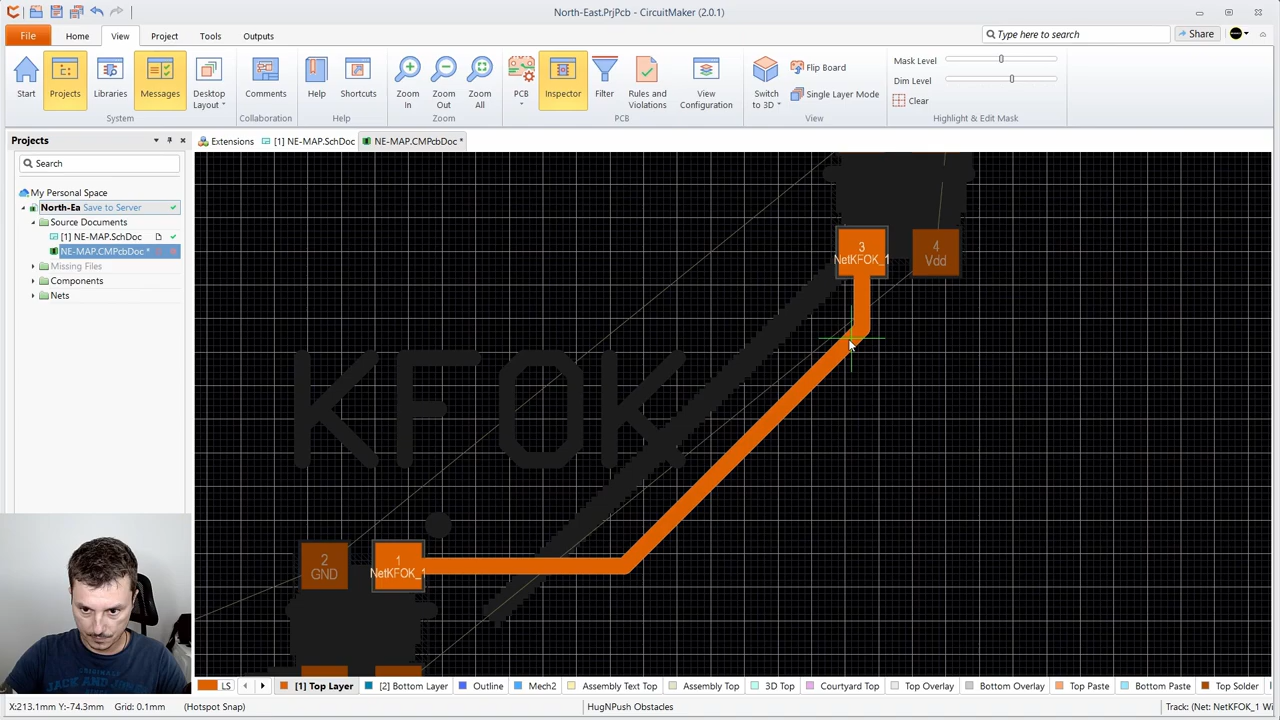 North-East.PrjPcb - CircuitMaker (2.0.1)
File
Home
View
Project
Tools
Outputs
Type here to search
Share
Start
Projects
Libraries
Messages
Desktop
Layout
Comments
Help
Shortcuts
Zoom
In
Zoom
Out
Zoom
All
PCB
Inspector
Filter
Rules and
Violations
View
Configuration
Switch
to 3D
Flip Board
Single Layer Mode
Mask Level
Dim Level
Clear
System
Collaboration
Help
Zoom
PCB
View
Highlight & Edit Mask
Projects
Search
My Personal Space
North-Ea Save to Server
Source Documents
[1] NE-MAP.SchDoc
NE-MAP.CMPcbDoc *
Missing Files
Components
Nets
Extensions
[1] NE-MAP.SchDoc
NE-MAP.CMPcbDoc *
3
NetKFOK_1
4
Vdd
KFOK
2
GND
1
NetKFOK_1
LS
[1] Top Layer
[2] Bottom Layer
Outline
Mech2
Assembly Text Top
Assembly Top
3D Top
Courtyard Top
Top Overlay
Bottom Overlay
Top Paste
Bottom Paste
Top Solder
X:213.1mm Y:-74.3mm Grid: 0.1mm
(Hotspot Snap)
HugNPush Obstacles
Track: (Net: NetKFOK_1 Wi